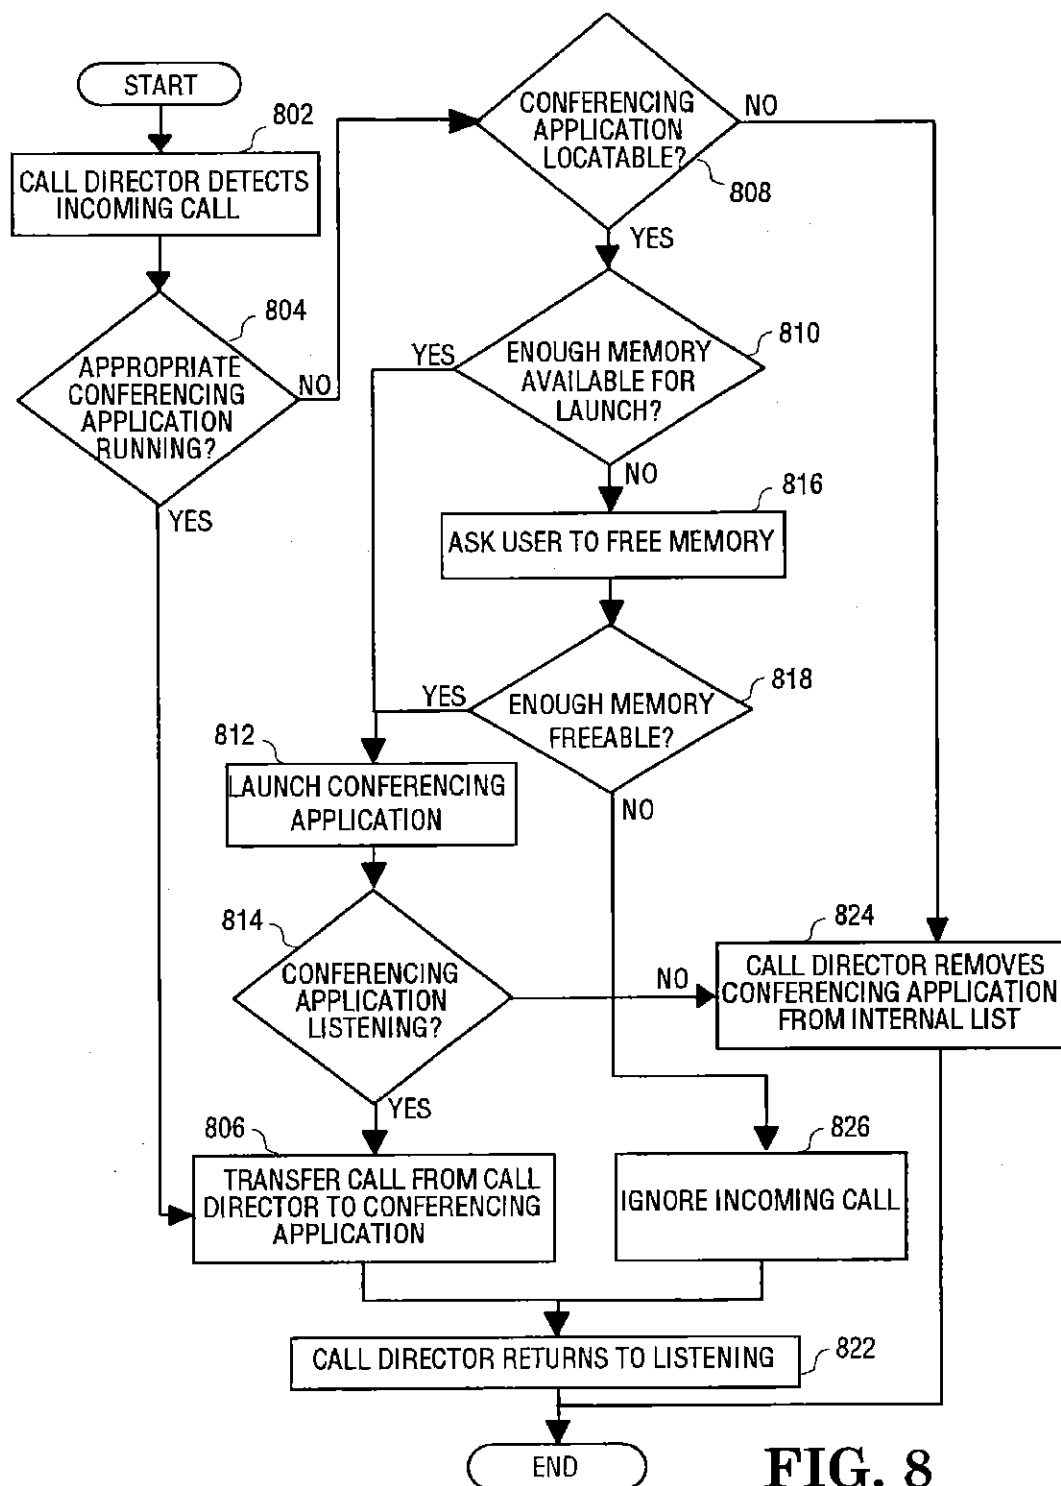 START
802
CALL DIRECTOR DETECTS
INCOMING CALL
804
APPROPRIATE
CONFERENCING
APPLICATION
RUNNING?
NO
YES
CONFERENCING
APPLICATION
LOCATABLE?
NO
808
YES
810
ENOUGH MEMORY
AVAILABLE FOR
LAUNCH?
YES
NO
816
ASK USER TO FREE MEMORY
818
ENOUGH MEMORY
FREEABLE?
YES
NO
812
LAUNCH CONFERENCING
APPLICATION
814
CONFERENCING
APPLICATION
LISTENING?
NO
YES
824
CALL DIRECTOR REMOVES
CONFERENCING APPLICATION
FROM INTERNAL LIST
806
TRANSFER CALL FROM CALL
DIRECTOR TO CONFERENCING
APPLICATION
826
IGNORE INCOMING CALL
CALL DIRECTOR RETURNS TO LISTENING
822
END
FIG. 8